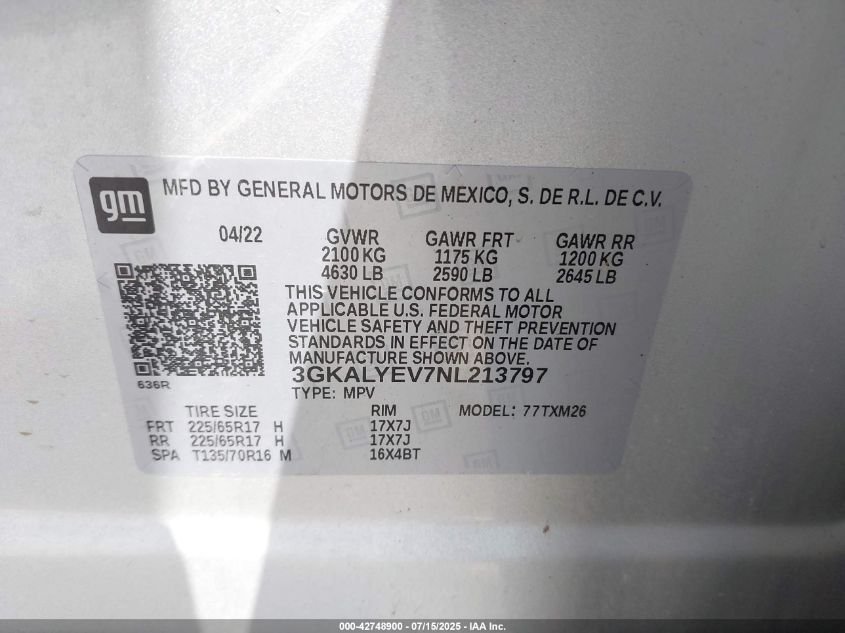 gm
MFD BY GENERAL MOTORS DE MEXICO, S. DE R.L. DE C.V.
04/22 GVWR GAWR FRT GAWR RR
2100 KG 1175 KG 1200 KG
4630 LB 2590 LB 2645 LB
THIS VEHICLE CONFORMS TO ALL
APPLICABLE U.S. FEDERAL MOTOR
VEHICLE SAFETY AND THEFT PREVENTION
STANDARDS IN EFFECT ON THE DATE OF
MANUFACTURE SHOWN ABOVE.
636R
3GKALYEV7NL213797
TYPE: MPV
TIRE SIZE RIM MODEL: 77TXM26
FRT 225/65R17 H 17X7J
RR 225/65R17 H 17X7J
SPA T135/70R16 M 16X4BT
000-42748900 - 07/15/2025 - IAA Inc.